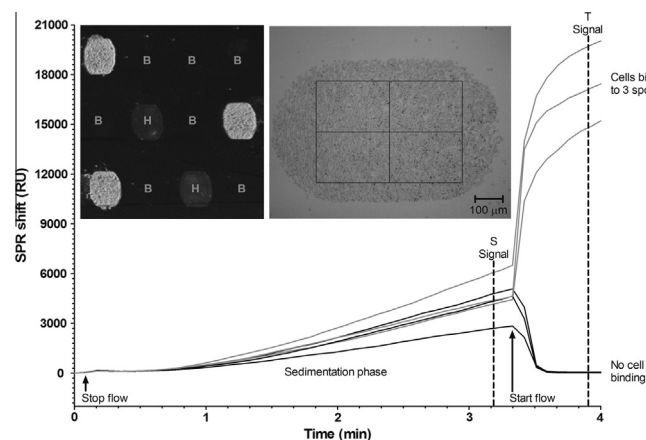 21000
18000
15000
12000
9000
6000
3000
0
SPR shift (RU)
B B B
B H B
B H B
100 μm
T
Signal
Cells bi
to 3 spo
S
Signal
No cell
binding
Sedimentation phase
Stop flow
Start flow
0 1 2 3 4
Time (min)